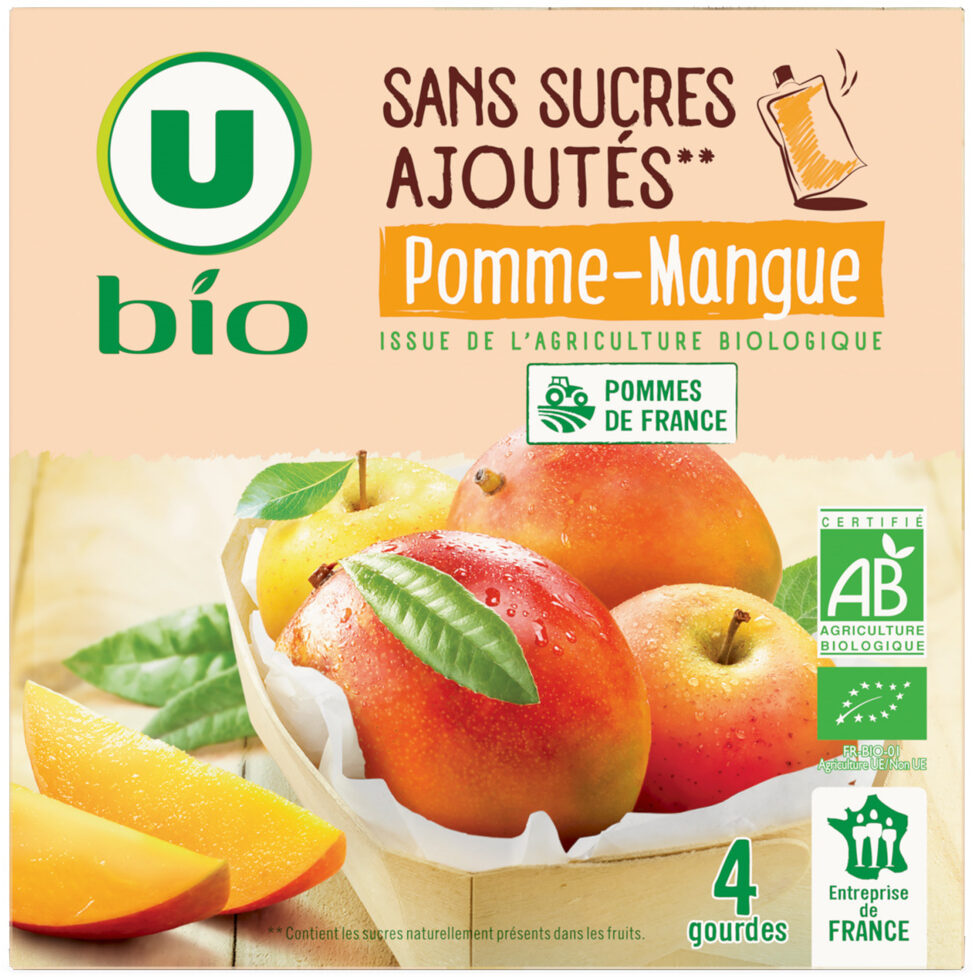 U
bio
SANS SUCRES
AJOUTÉS**
Pomme-Mangue
ISSUE DE L'AGRICULTURE BIOLOGIQUE
POMMES
DE FRANCE
CERTIFIÉ
AB
AGRICULTURE
BIOLOGIQUE
FR-BIO-01
Agriculture UE/Non UE
4
gourdes
Entreprise
de
FRANCE
** Contient les sucres naturellement présents dans les fruits.